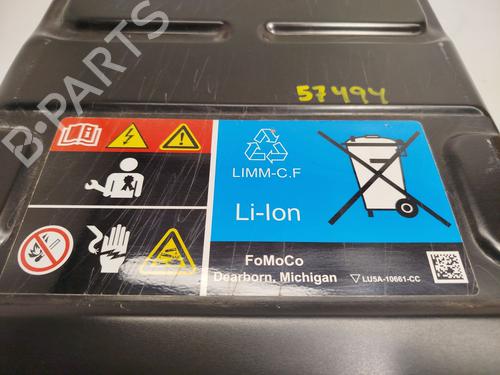 B-PARTS
57494
LIMM-C.F
Li-Ion
FoMoCo
Dearborn, Michigan
LU5A-10661-CC